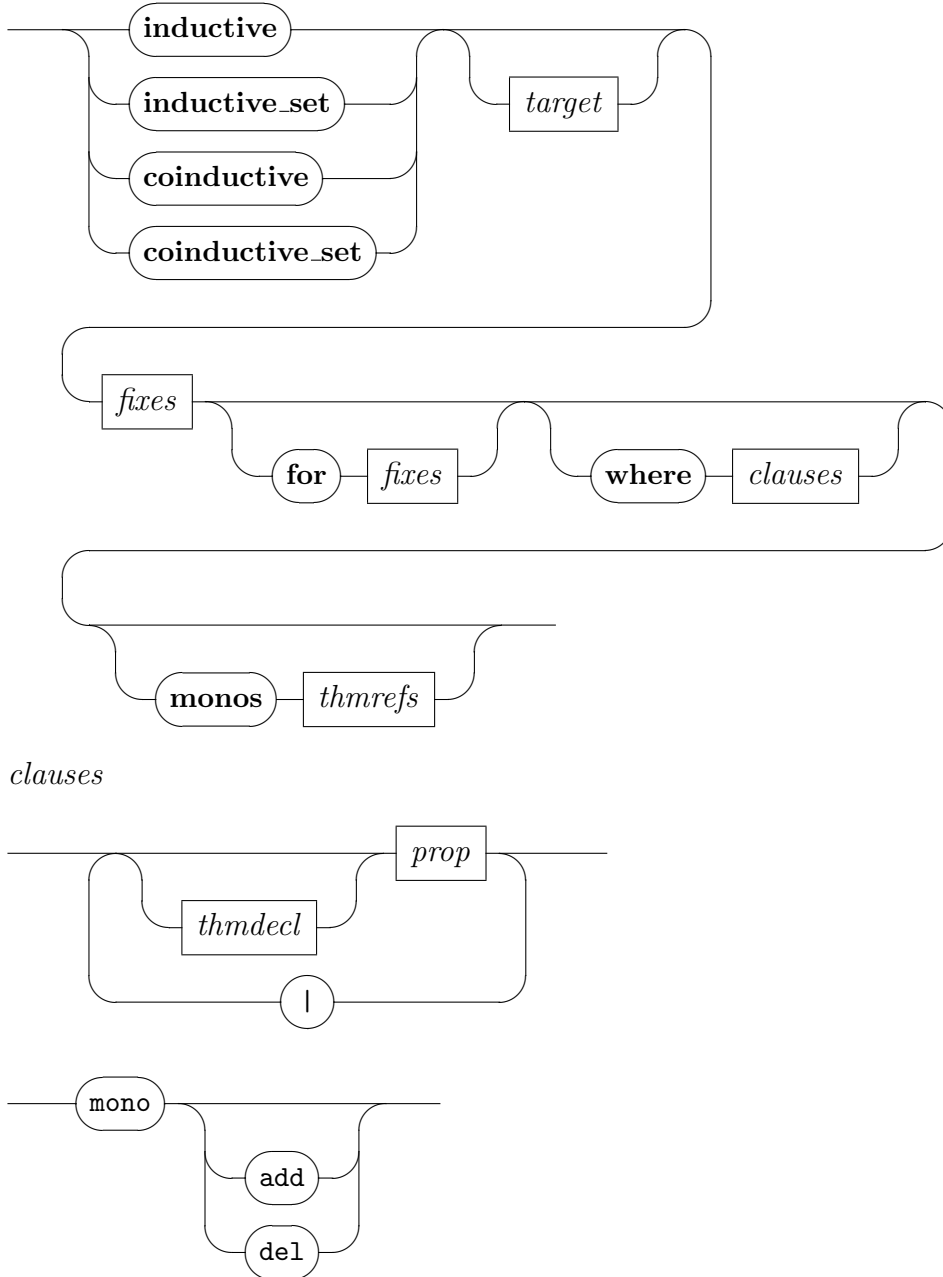 inductive
inductive_set
target
coinductive
coinductive_set
fixes
for fixes
where clauses
monos thmrefs
clauses
prop
thmdecl
|
mono
add
del